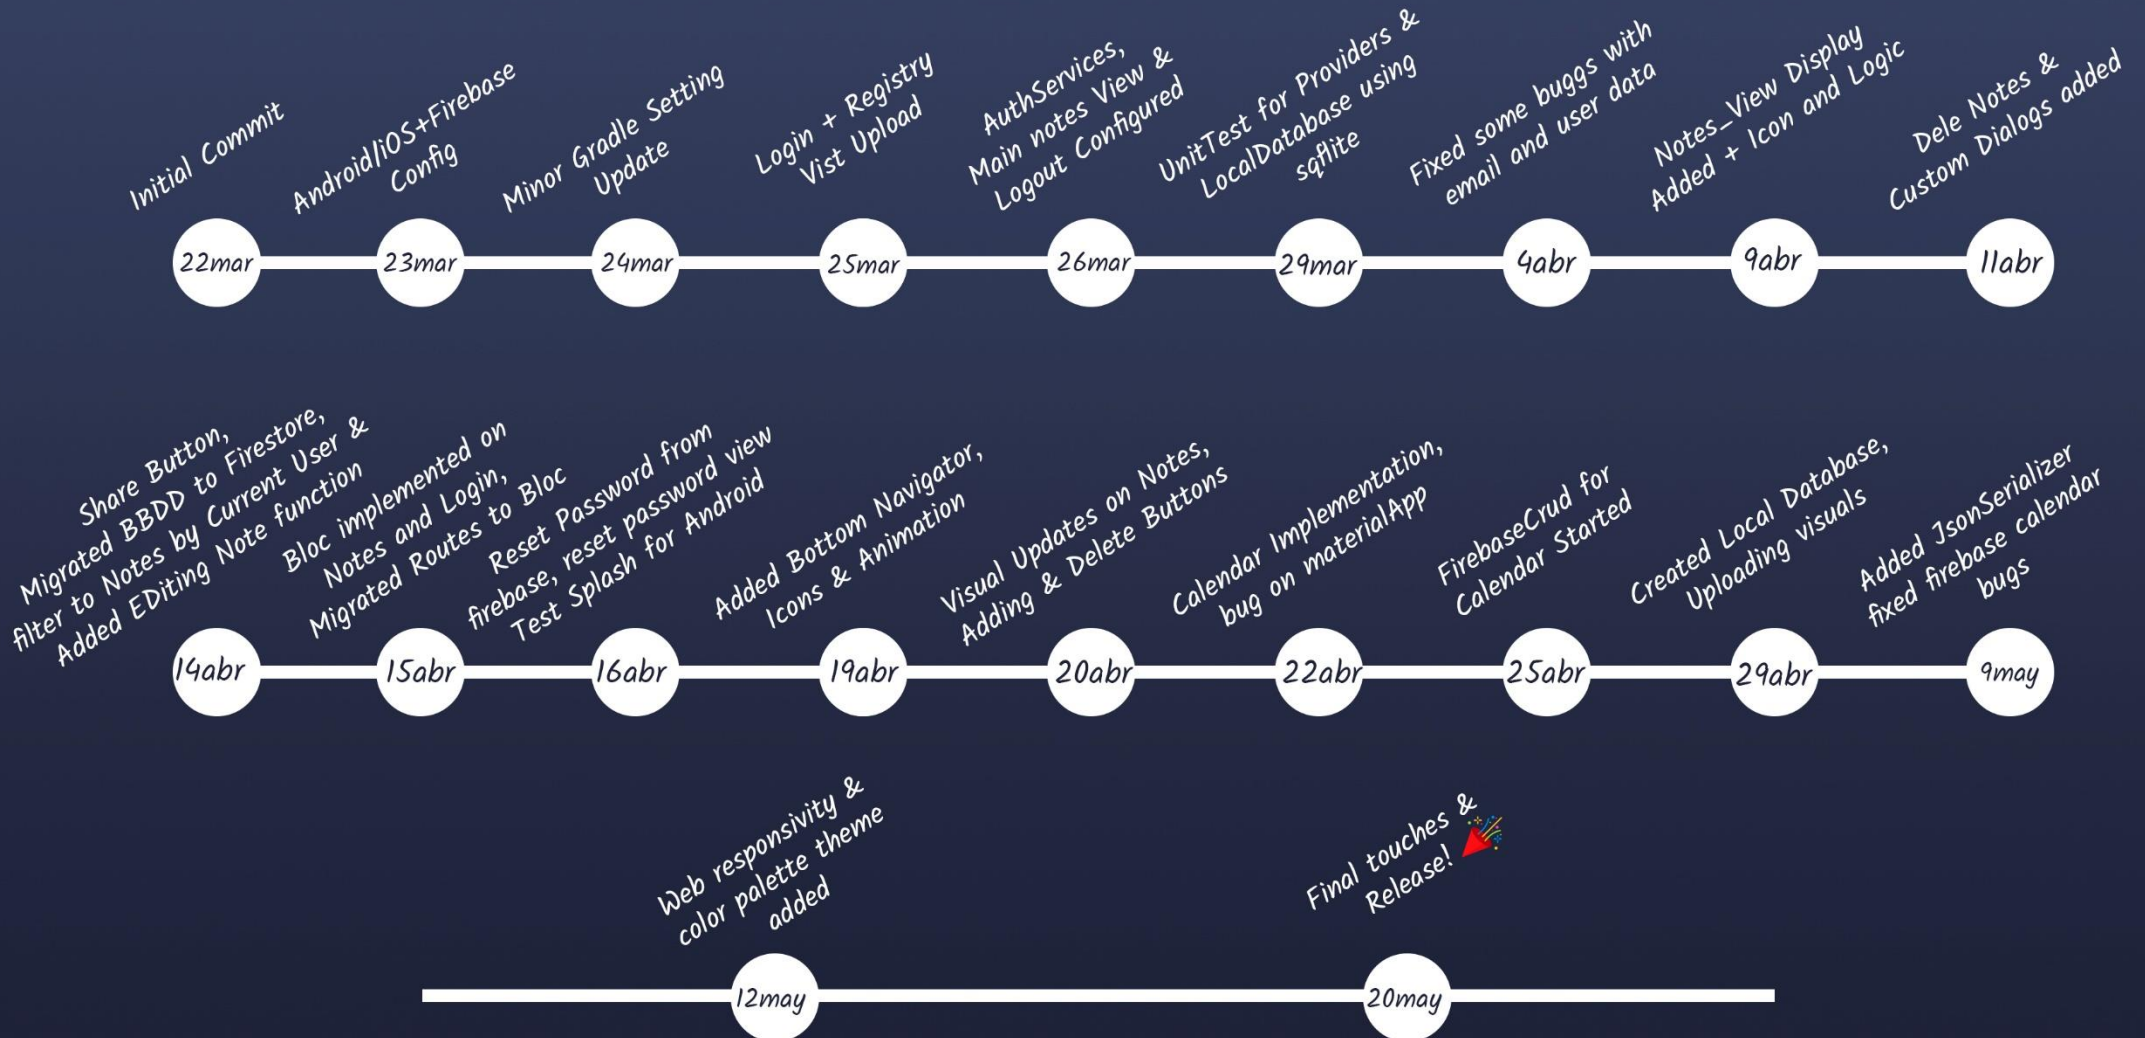 Initial Commit
22mar
Android/iOS+Firebase
Config
23mar
Minor Gradle Setting
Update
24mar
Login + Registry
Vist Upload
25mar
AuthServices,
Main notes View &
Logout Configured
26mar
UnitTest for Providers &
LocalDatabase using
sqflite
29mar
Fixed some buggs with
email and user data
4abr
Notes_View Display
Added + Icon and Logic
9abr
Dele Notes &
Custom Dialogs added
11abr
Share Button,
Migrated BBDD to Firestore,
filter to Notes by Current User &
Added EDiting Note function
14abr
Bloc implemented on
Notes and Login,
Migrated Routes to Bloc
15abr
Reset Password from
firebase, reset password view
Test Splash for Android
16abr
Added Bottom Navigator,
Icons & Animation
19abr
Visual Updates on Notes,
Adding & Delete Buttons
20abr
Calendar Implementation,
bug on materialApp
22abr
FirebaseCrud for
Calendar Started
25abr
Created Local Database,
Uploading visuals
29abr
Added JsonSerializer
fixed firebase calendar
bugs
9may
Web responsivity &
color palette theme
added
12may
Final touches &
Release! 🎉
20may